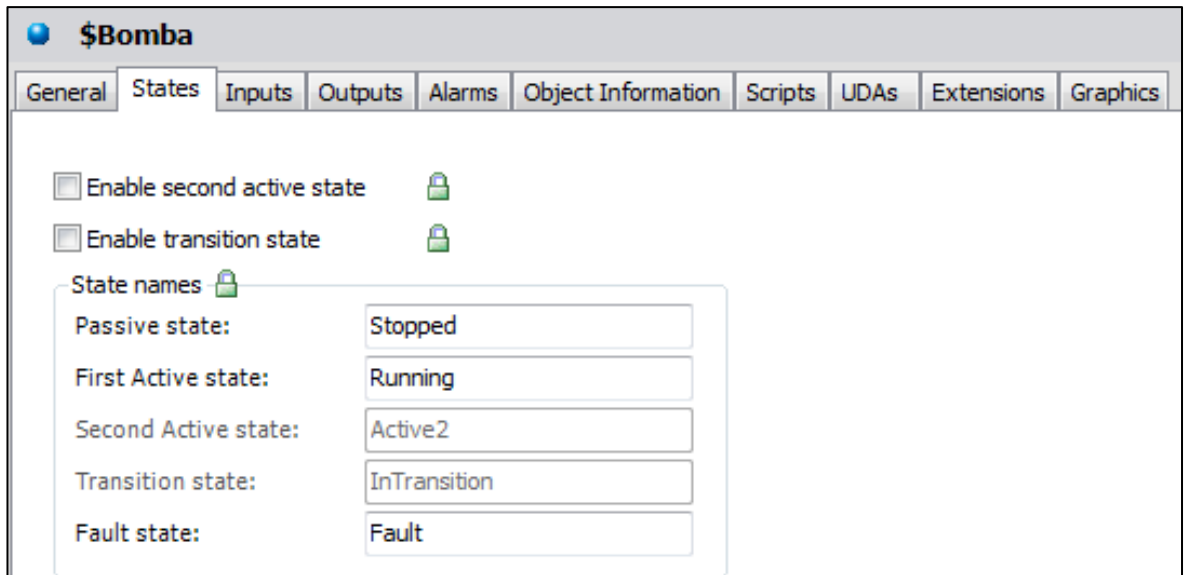 $Bomba
General States Inputs Outputs Alarms Object Information Scripts UDAs Extensions Graphics
Enable second active state
Enable transition state
State names
Passive state: Stopped
First Active state: Running
Second Active state: Active2
Transition state: InTransition
Fault state: Fault